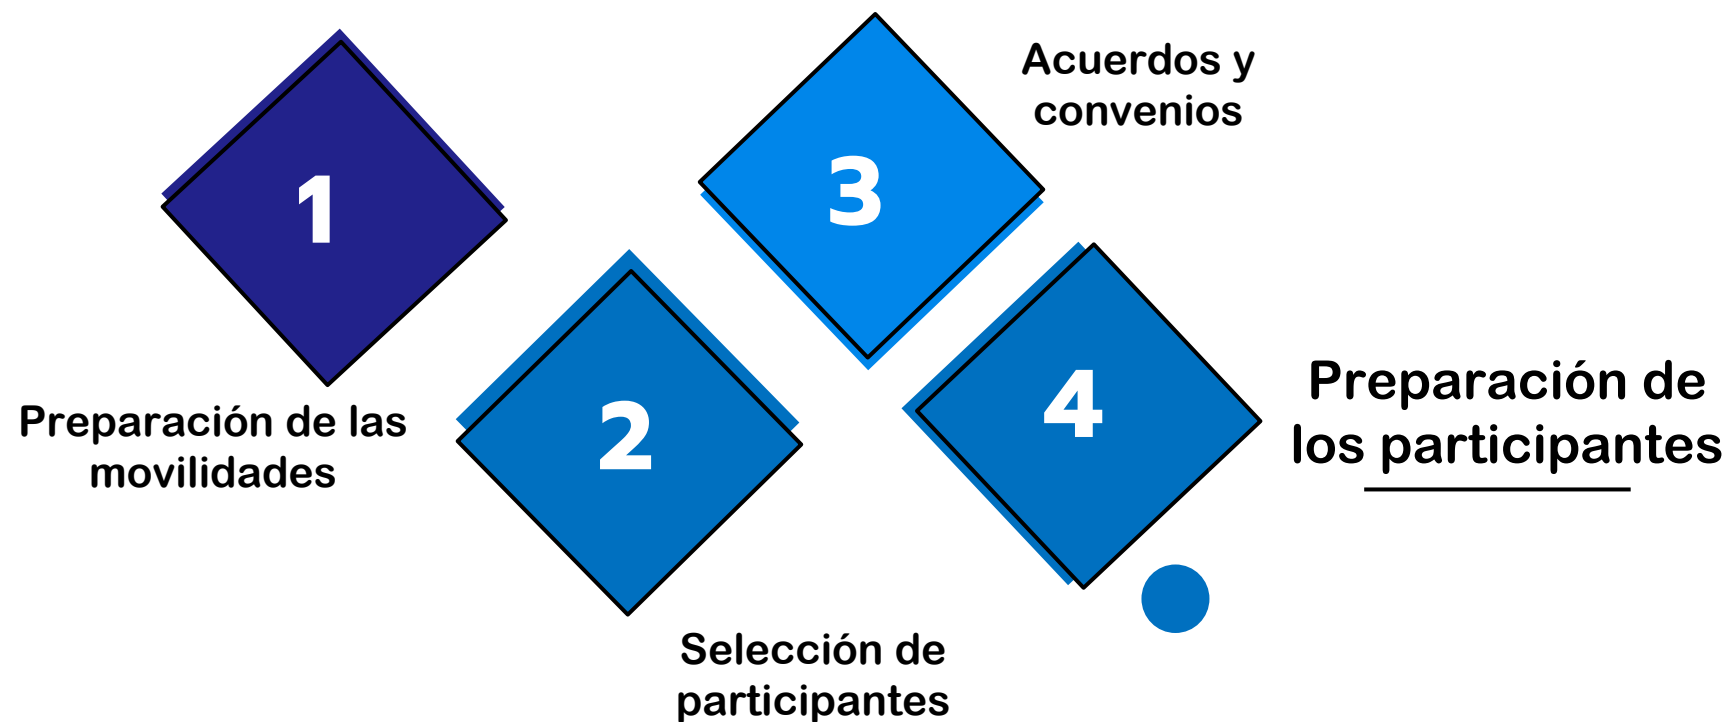 1
Preparación de las
movilidades
2
Selección de
participantes
3
Acuerdos y
convenios
4
Preparación de
los participantes